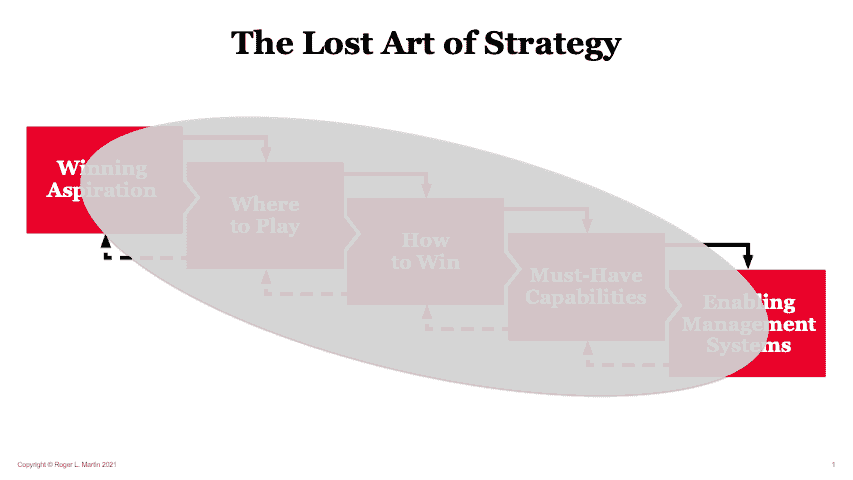 The Lost Art of Strategy
Winning
Aspiration
Where
to Play
How
to Win
Must-Have
Capabilities
Enabling
Management
Systems
Copyright © Roger L. Martin 2021
1